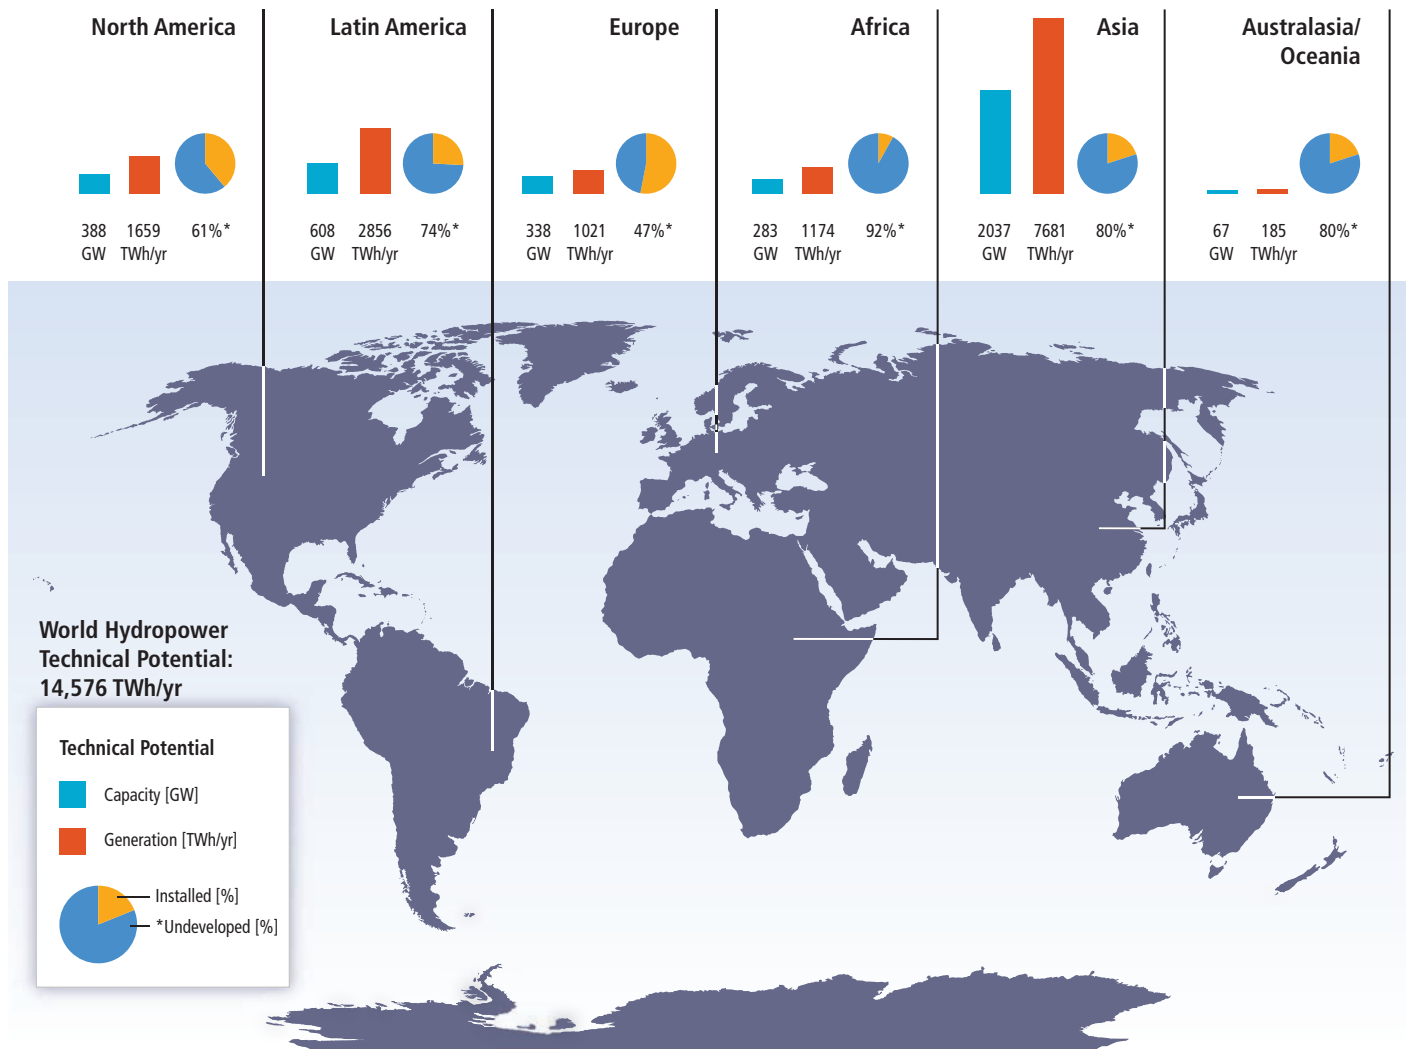 North America
388
GW
1659
TWh/yr
61%*
Latin America
608
GW
2856
TWh/yr
74%*
Europe
338
GW
1021
TWh/yr
47%*
Africa
283
GW
1174
TWh/yr
92%*
Asia
2037
GW
7681
TWh/yr
80%*
Australasia/
Oceania
67
GW
185
TWh/yr
80%*
World Hydropower
Technical Potential:
14,576 TWh/yr
Technical Potential
Capacity [GW]
Generation [TWh/yr]
Installed [%]
*Undeveloped [%]